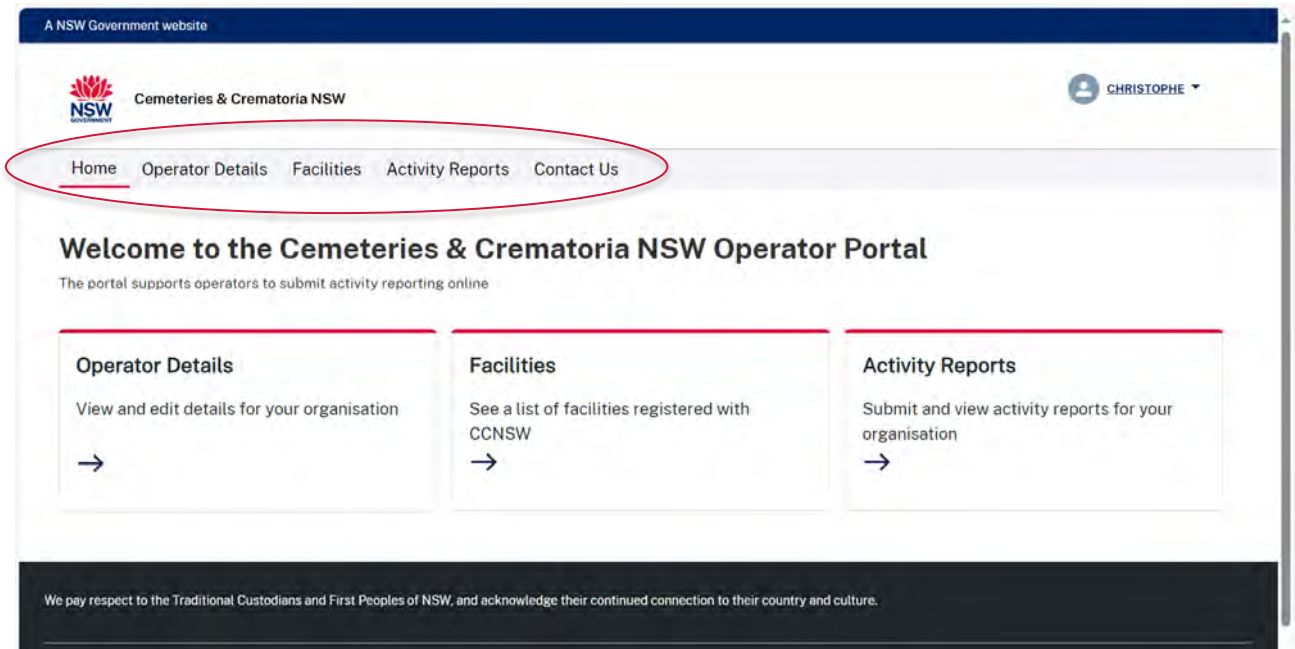 A NSW Government website
NSW
GOVERNMENT
Cemeteries & Crematoria NSW
CHRISTOPHE
Home Operator Details Facilities Activity Reports Contact Us
Welcome to the Cemeteries & Crematoria NSW Operator Portal
The portal supports operators to submit activity reporting online
Operator Details
View and edit details for your organisation
Facilities
See a list of facilities registered with
CCNSW
Activity Reports
Submit and view activity reports for your
organisation
We pay respect to the Traditional Custodians and First Peoples of NSW, and acknowledge their continued connection to their country and culture.